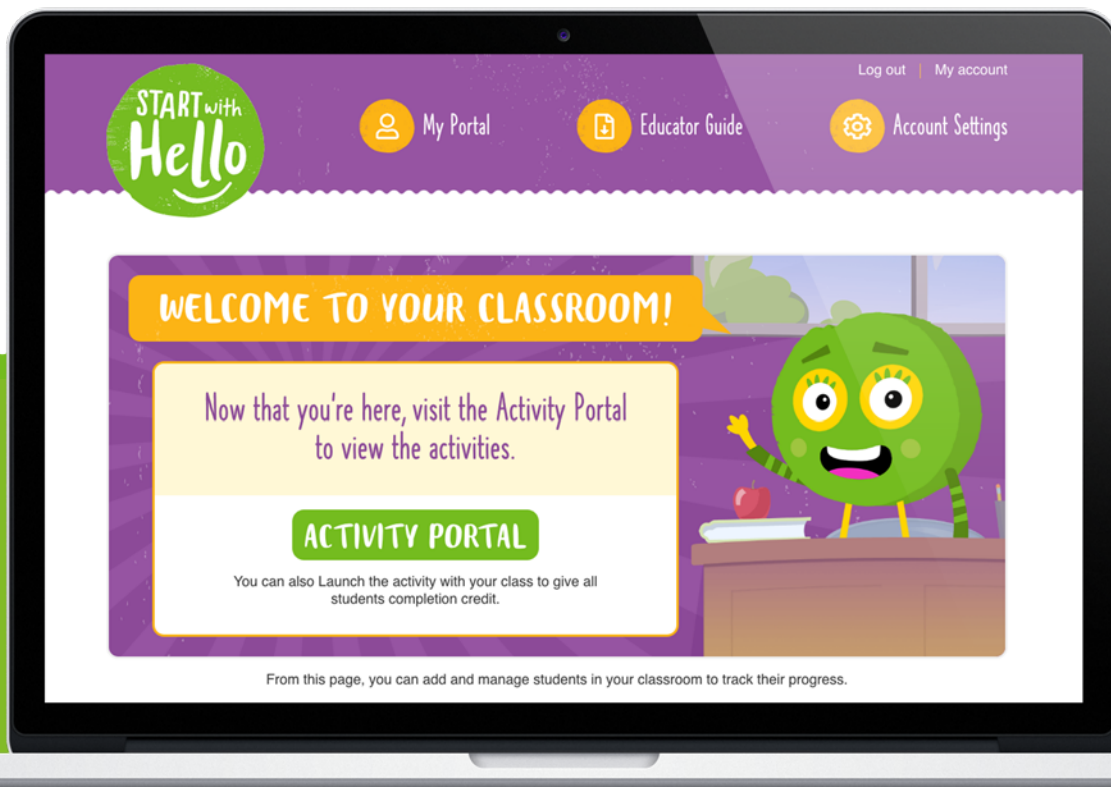 Log out | My account
START with
Hello
My Portal
Educator Guide
Account Settings
WELCOME TO YOUR CLASSROOM!
Now that you're here, visit the Activity Portal
to view the activities.
ACTIVITY PORTAL
You can also Launch the activity with your class to give all
students completion credit.
From this page, you can add and manage students in your classroom to track their progress.